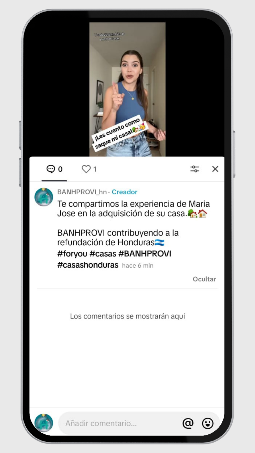 ¡Les cuento como
saque mi casa!
0
1
BANHPROVI_hn · Creador
Te compartimos la experiencia de Maria
Jose en la adquisición de su casa.
BANHPROVI contribuyendo a la
refundación de Honduras
#foryou #casas #BANHPROVI
#casashonduras hace 6 min
Ocultar
Los comentarios se mostrarán aquí
Añadir comentario...